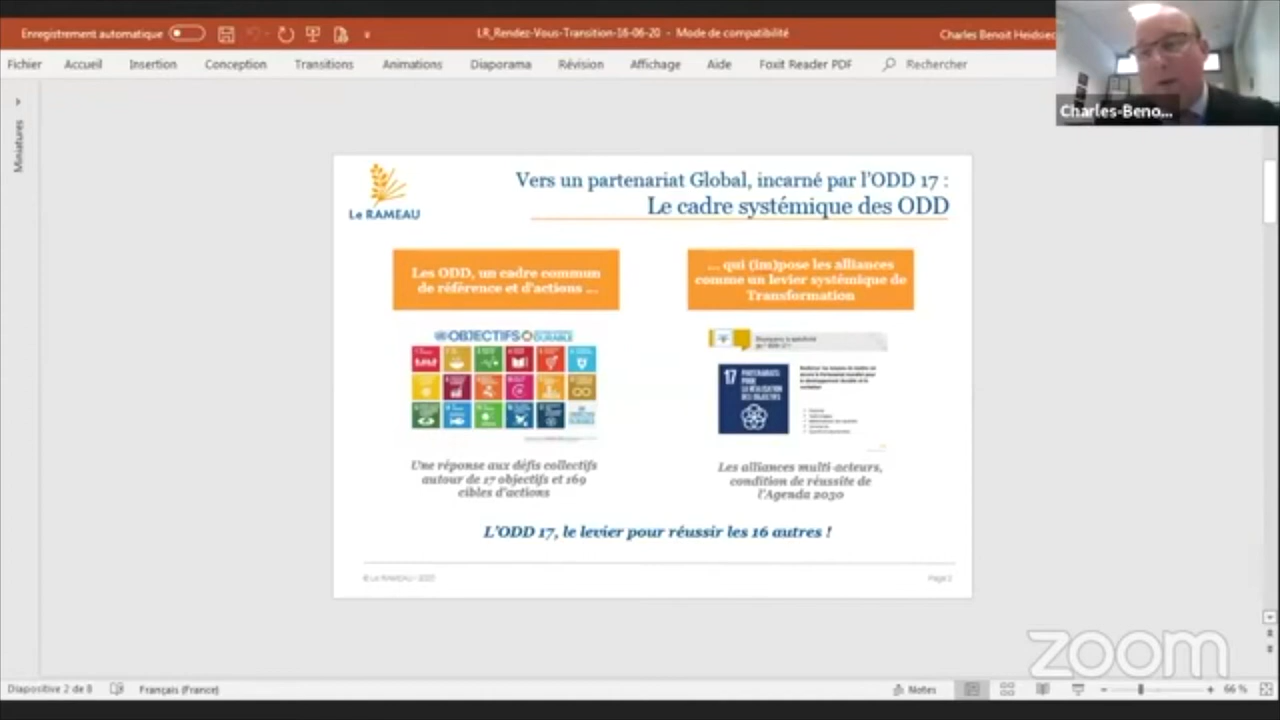 Enregistrement automatique
LR_Rendez-Vous-Transition-16-06-20 - Mode de compatibilité
Charles Benoit Heidsiec
Fichier Accueil Insertion Conception Transitions Animations Diaporama Révision Affichage Aide Foxit Reader PDF Rechercher
Charles-Beno...
Miniatures
Le RAMEAU
Vers un partenariat Global, incarné par l'ODD 17 :
Le cadre systémique des ODD
Les ODD, un cadre commun
de référence et d'actions ...
... qui (im)pose les alliances
comme un levier systémique de
Transformation
OBJECTIFS
DURABLE
17 PARTENARIATS
POUR
LA RÉALISATION
DES OBJECTIFS
Une réponse aux défis collectifs
autour de 17 objectifs et 169
cibles d'actions
Les alliances multi-acteurs,
condition de réussite de
l'Agenda 2030
L'ODD 17, le levier pour réussir les 16 autres !
© Le RAMEAU
Page 2
zoom
Diapositive 2 de 8 Français (France) Notes 66 %